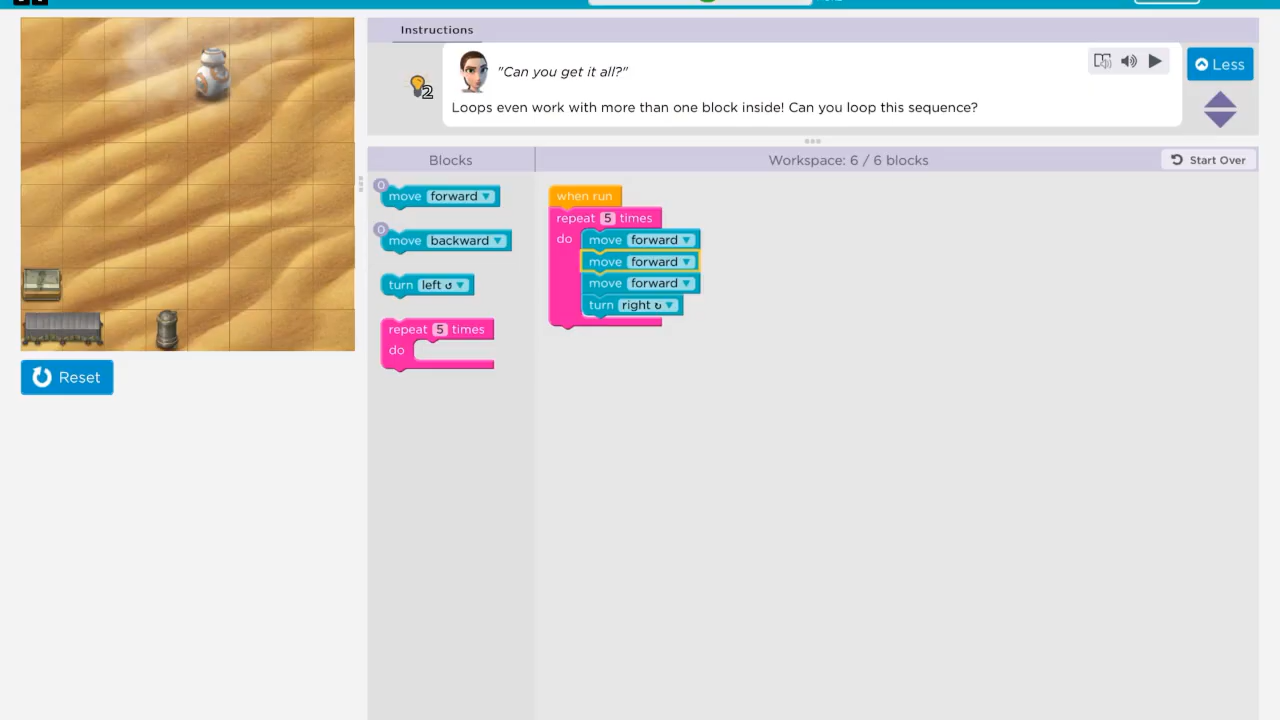 Instructions
"Can you get it all?"
Loops even work with more than one block inside! Can you loop this sequence?
2
Less
Blocks
Workspace: 6 / 6 blocks
Start Over
0
move forward
0
move backward
turn left
repeat 5 times
do
when run
repeat 5 times
do
move forward
move forward
move forward
turn right
Reset